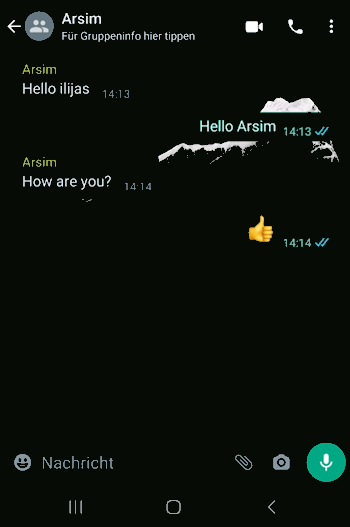 Arsim
Für Gruppeninfo hier tippen
Arsim
Hello ilijas 14:13
Hello Arsim 14:13
Arsim
How are you? 14:14
👍 14:14
Nachricht